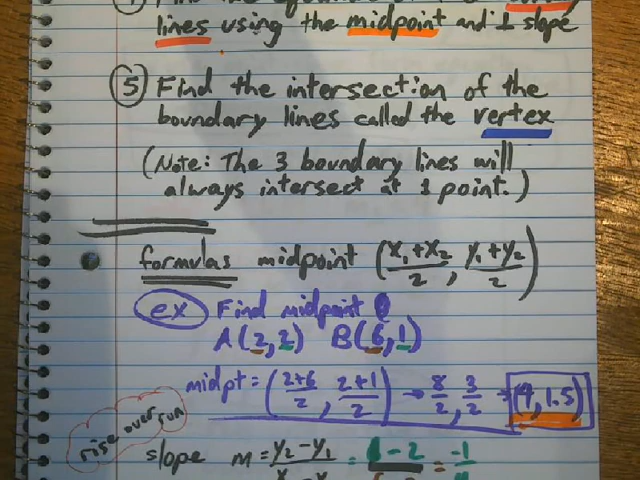 lines using the midpoint and ⊥ slope
⑤ Find the intersection of the
boundary lines called the vertex
(Note: The 3 boundary lines will
always intersect at 1 point.)
formulas midpoint (x₁+x₂/2, y₁+y₂/2)
ex Find midpoint
A(2,2) B(6,1)
midpt = (2+6/2, 2+1/2) → 8/2, 3/2 → (4, 1.5)
rise over run
slope m = y₂-y₁ = 1-2 = -1